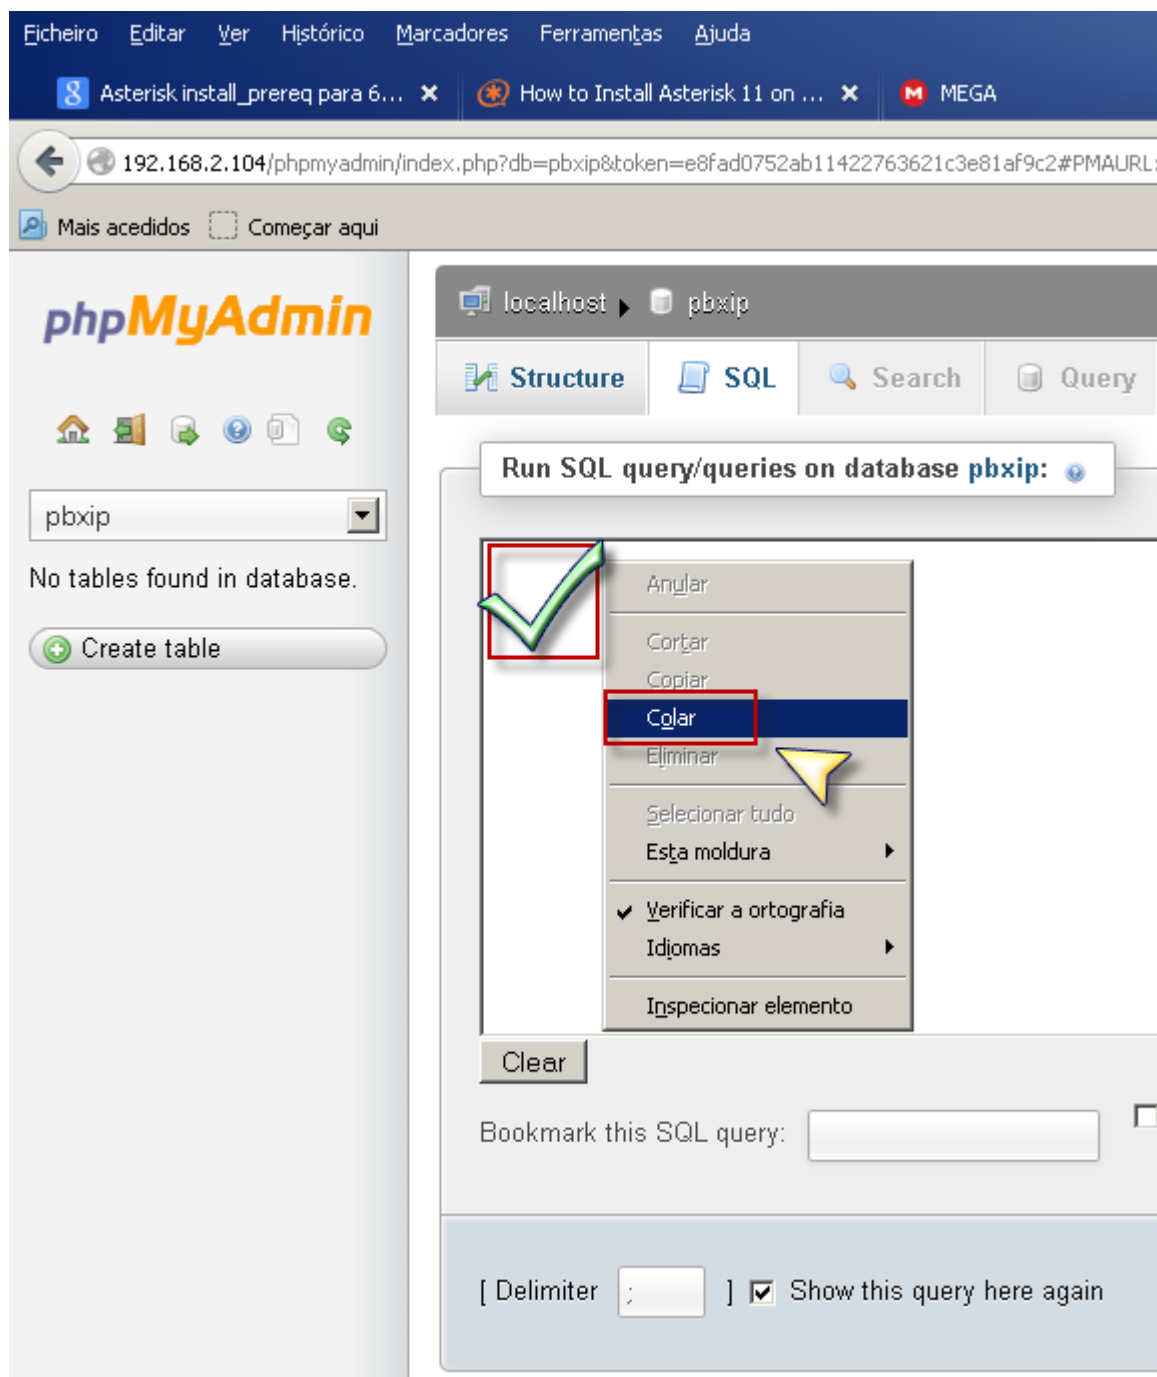 Ficheiro Editar Ver Histórico Marcadores Ferramentas Ajuda
Asterisk install_prereq para 6... How to Install Asterisk 11 on ... MEGA
192.168.2.104/phpmyadmin/index.php?db=pbxip&token=e8fad0752ab11422763621c3e81af9c2#PMAURL:
Mais acedidos Começar aqui
phpMyAdmin
localhost pbxip
Structure SQL Search Query
Run SQL query/queries on database pbxip:
pbxip
No tables found in database.
Create table
Anular
Cortar
Copiar
Colar
Eliminar
Selecionar tudo
Esta moldura
Verificar a ortografia
Idiomas
Inspecionar elemento
Clear
Bookmark this SQL query:
[ Delimiter ; ] Show this query here again